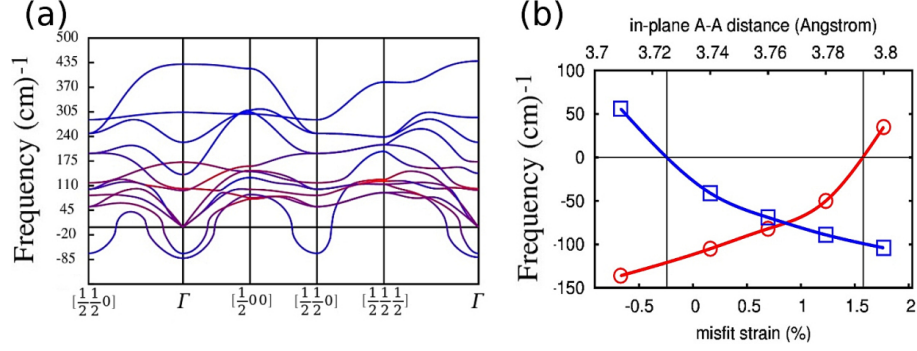 (a)
Frequency (cm)-1
500
435
370
305
240
175
110
45
-20
-85
[1/2 1/2 0]
Γ
[1/2 0 0]
[1/2 1/2 0]
[1/2 1/2 1/2]
Γ
(b)
in-plane A-A distance (Angstrom)
3.7 3.72 3.74 3.76 3.78 3.8
Frequency (cm)-1
100
50
0
-50
-100
-150
-0.5 0 0.5 1 1.5 2
misfit strain (%)